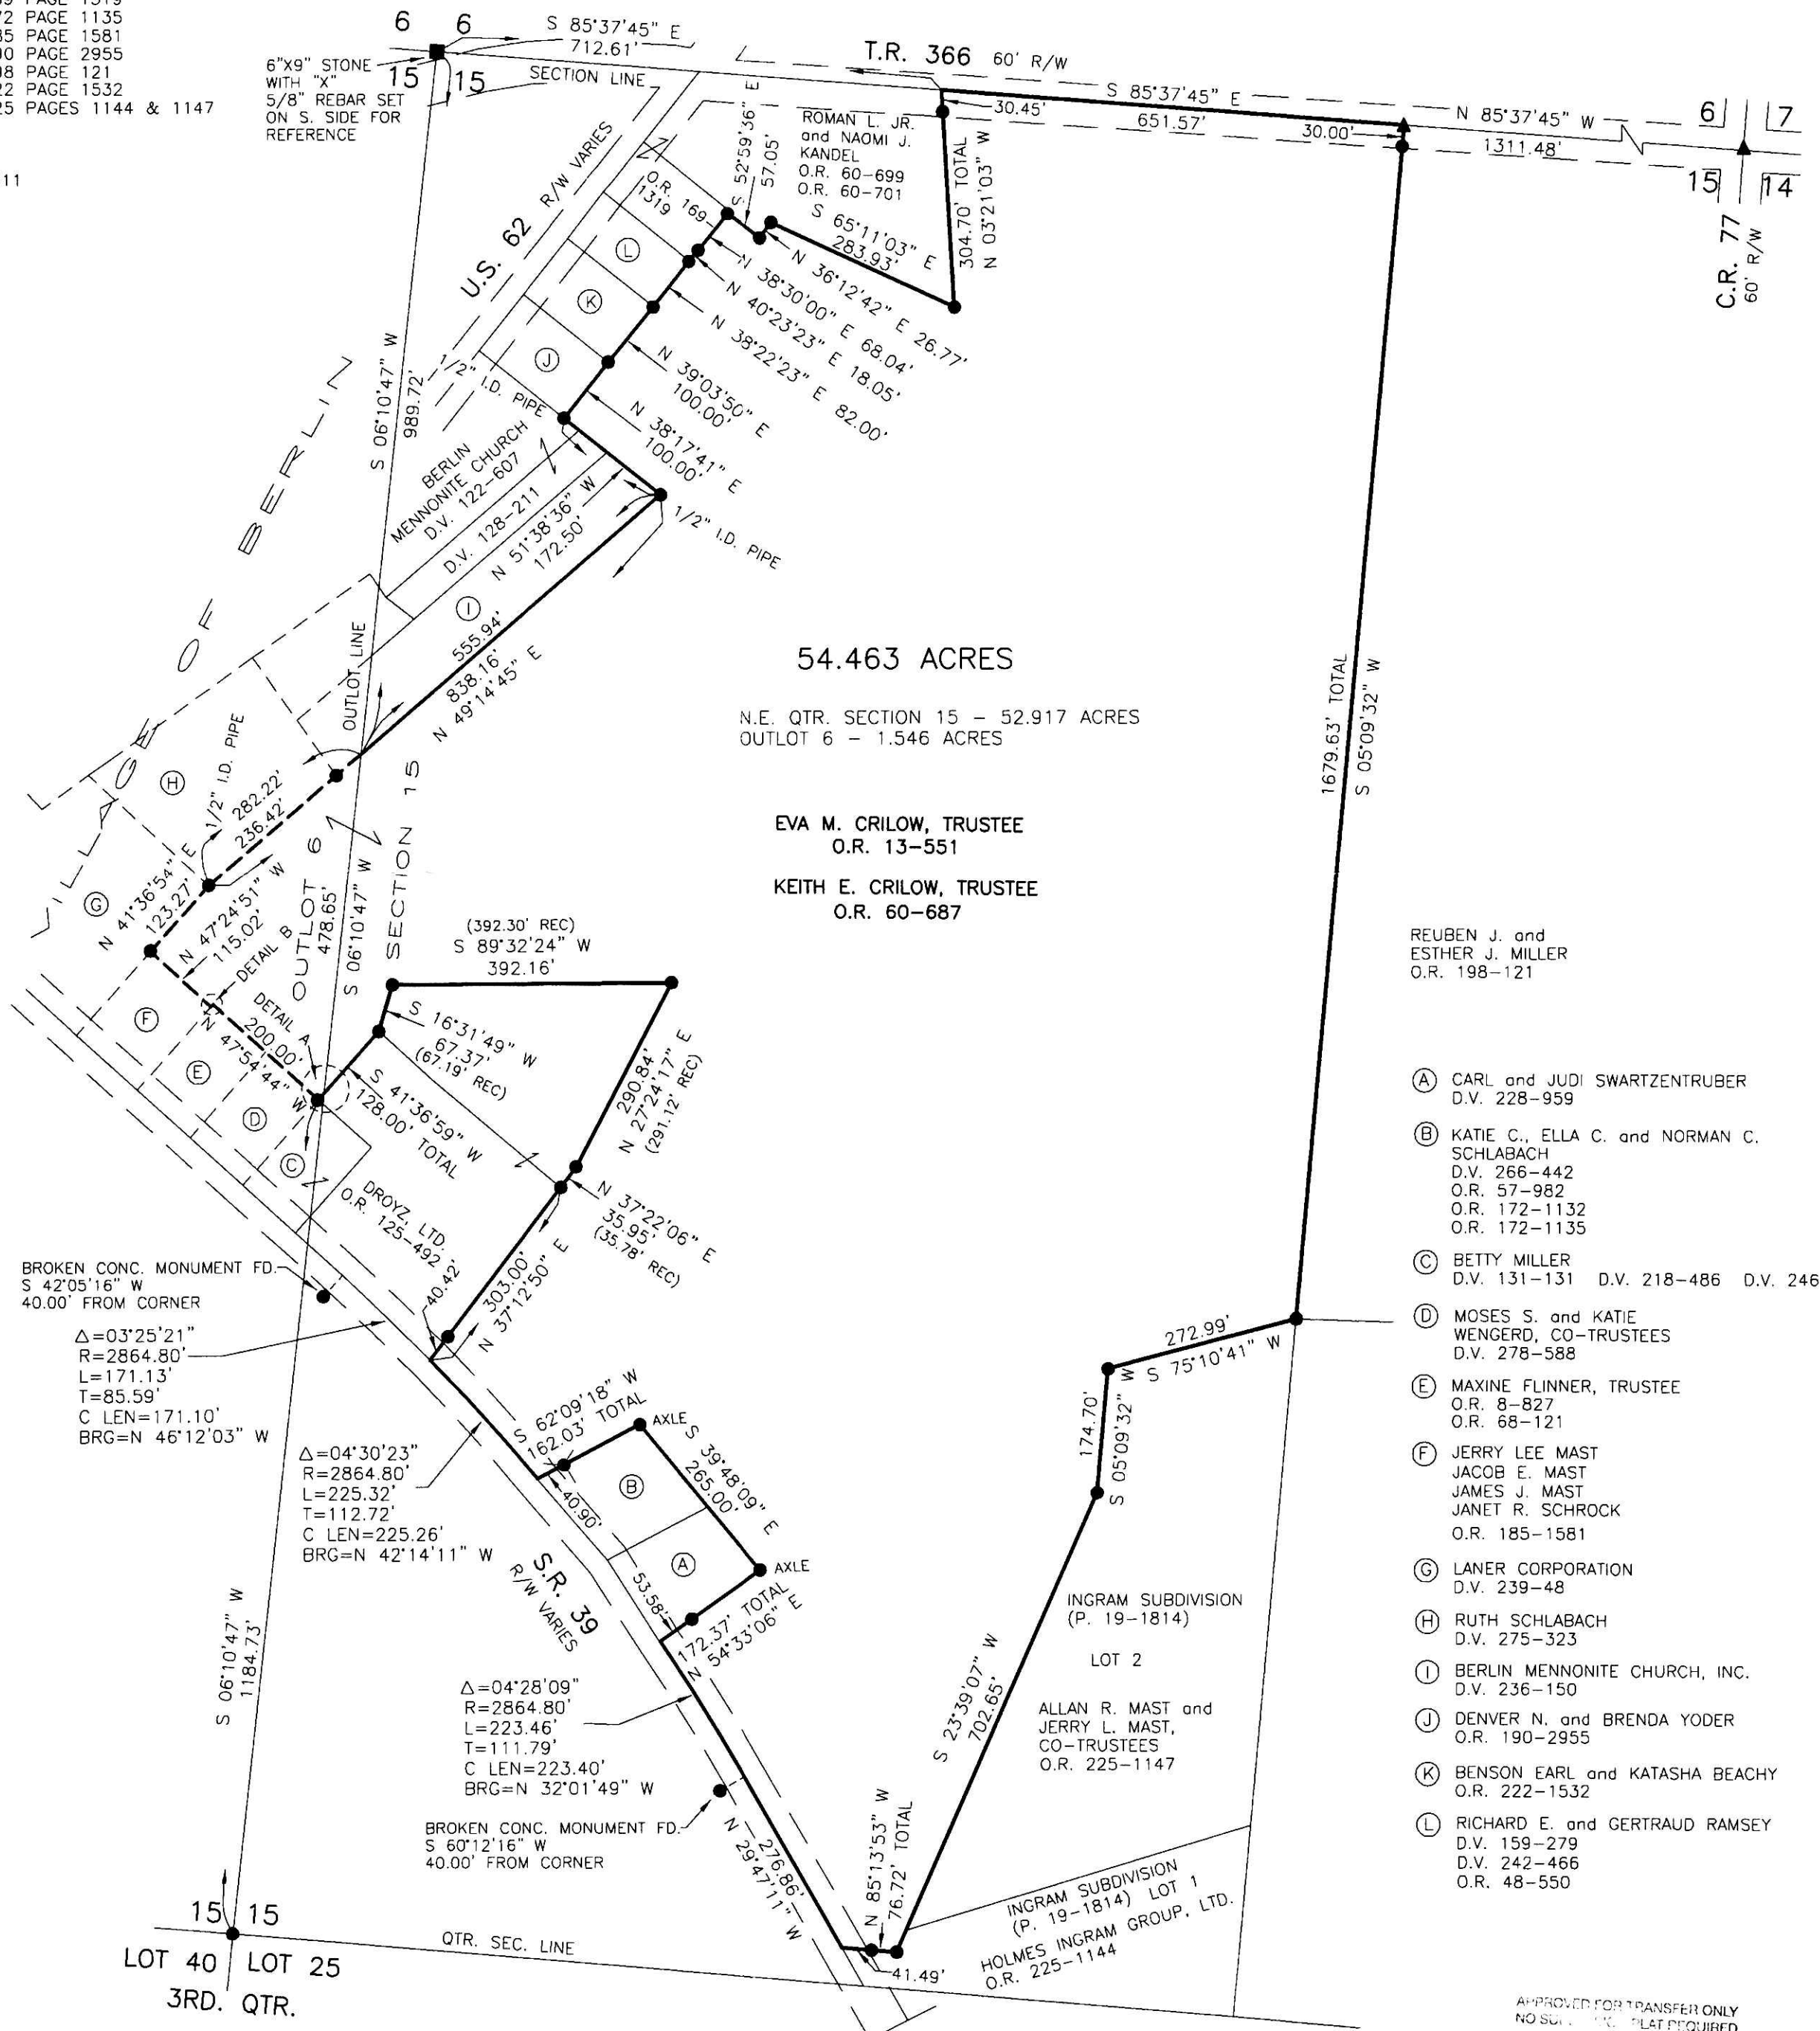 72 PAGE 1135
85 PAGE 1581
90 PAGE 2955
98 PAGE 121
22 PAGE 1532
25 PAGES 1144 & 1147
11
6 6
15 15
6"X9" STONE
WITH "X"
5/8" REBAR SET
ON S. SIDE FOR
REFERENCE
S 85°37'45" E
712.61'
SECTION LINE
T.R. 366 60' R/W
S 85°37'45" E
651.57'
30.45'
30.00'
N 85°37'45" W
1311.48'
6 7
15 14
C.R. 77
60' R/W
U.S. 62 R/W VARIES
ROMAN L. JR.
and NAOMI J.
KANDEL
O.R. 60-699
O.R. 60-701
O.R. 169
1319
S 52°59'36" E
57.05'
S 65°11'03" E
283.93'
304.70' TOTAL
N 03°21'03" W
N 36°12'42" E 26.77'
N 38°30'00" E 68.04'
N 40°23'23" E 18.05'
N 38°22'23" E 82.00'
N 39°03'50" E
100.00'
N 38°17'41" E
100.00'
L
K
J
1/2" I.D. PIPE
S 06°10'47" W
989.72'
BERLIN
MENNONITE CHURCH
D.V. 122-607
D.V. 128-211
N 51°38'36" W
172.50'
1/2" I.D. PIPE
I
555.94'
838.16'
N 49°14'45" E
VILLAGE OF BERLIN
OUTLOT LINE
54.463 ACRES
N.E. QTR. SECTION 15 - 52.917 ACRES
OUTLOT 6 - 1.546 ACRES
EVA M. CRILOW, TRUSTEE
O.R. 13-551
KEITH E. CRILOW, TRUSTEE
O.R. 60-687
1679.63' TOTAL
S 05°09'32" W
H
1/2" I.D. PIPE
282.22'
236.42'
G
N 41°36'54" E
123.27'
N 47°24'51" W
115.02'
DETAIL B
OUTLOT 6
SECTION 15
478.65'
S 06°10'47" W
DETAIL A
200.00'
N 47°54'44" W
F
E
D
C
(392.30' REC)
S 89°32'24" W
392.16'
S 16°31'49" W
67.37'
(67.19' REC)
S 41°36'59" W
128.00' TOTAL
290.84'
N 27°24'17" E
(291.12' REC)
N 37°22'06" E
35.95'
(35.78' REC)
DROYZ, LTD.
O.R. 125-492
40.42'
303.00'
N 37°12'50" E
BROKEN CONC. MONUMENT FD.
S 42°05'16" W
40.00' FROM CORNER
Δ=03°25'21"
R=2864.80'
L=171.13'
T=85.59'
C LEN=171.10'
BRG=N 46°12'03" W
Δ=04°30'23"
R=2864.80'
L=225.32'
T=112.72'
C LEN=225.26'
BRG=N 42°14'11" W
S 62°09'18" W
162.03' TOTAL
AXLE
S 39°48'09" E
265.00'
B
40.90'
A
AXLE
53.58'
172.37' TOTAL
N 54°33'06" E
S.R. 39
R/W VARIES
S 06°10'47" W
1184.73'
Δ=04°28'09"
R=2864.80'
L=223.46'
T=111.79'
C LEN=223.40'
BRG=N 32°01'49" W
BROKEN CONC. MONUMENT FD.
S 60°12'16" W
40.00' FROM CORNER
276.86'
N 29°47'11" W
N 85°13'53" W
76.72' TOTAL
41.49'
S 23°39'07" W
702.65'
174.70'
S 05°09'32" W
272.99'
S 75°10'41" W
INGRAM SUBDIVISION
(P. 19-1814)
LOT 2
ALLAN R. MAST and
JERRY L. MAST,
CO-TRUSTEES
O.R. 225-1147
INGRAM SUBDIVISION
(P. 19-1814) LOT 1
HOLMES INGRAM GROUP, LTD.
O.R. 225-1144
15 15
LOT 40 LOT 25
3RD. QTR.
QTR. SEC. LINE
REUBEN J. and
ESTHER J. MILLER
O.R. 198-121
A CARL and JUDI SWARTZENTRUBER
D.V. 228-959
B KATIE C., ELLA C. and NORMAN C.
SCHLABACH
D.V. 266-442
O.R. 57-982
O.R. 172-1132
O.R. 172-1135
C BETTY MILLER
D.V. 131-131 D.V. 218-486 D.V. 246
D MOSES S. and KATIE
WENGERD, CO-TRUSTEES
D.V. 278-588
E MAXINE FLINNER, TRUSTEE
O.R. 8-827
O.R. 68-121
F JERRY LEE MAST
JACOB E. MAST
JAMES J. MAST
JANET R. SCHROCK
O.R. 185-1581
G LANER CORPORATION
D.V. 239-48
H RUTH SCHLABACH
D.V. 275-323
I BERLIN MENNONITE CHURCH, INC.
D.V. 236-150
J DENVER N. and BRENDA YODER
O.R. 190-2955
K BENSON EARL and KATASHA BEACHY
O.R. 222-1532
L RICHARD E. and GERTRAUD RAMSEY
D.V. 159-279
D.V. 242-466
O.R. 48-550
APPROVED FOR TRANSFER ONLY
NO PLAT REQUIRED